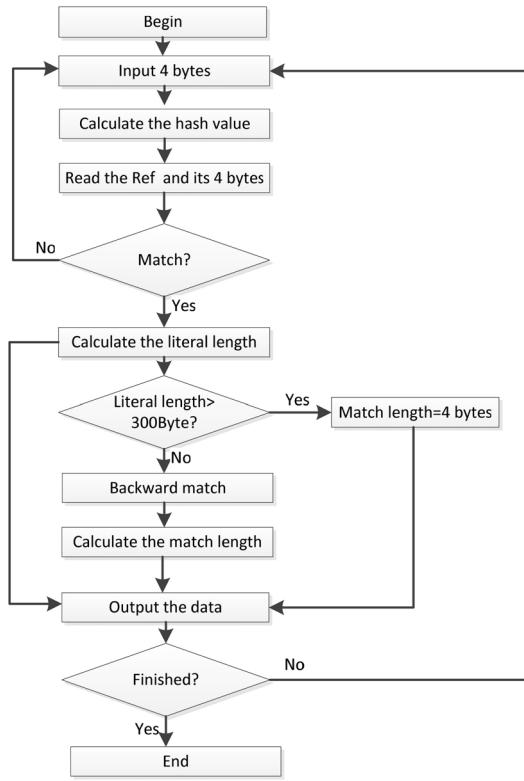 Begin
Input 4 bytes
Calculate the hash value
Read the Ref and its 4 bytes
No
Match?
Yes
Calculate the literal length
Literal length>
300Byte?
Yes
Match length=4 bytes
No
Backward match
Calculate the match length
Output the data
Finished?
No
Yes
End